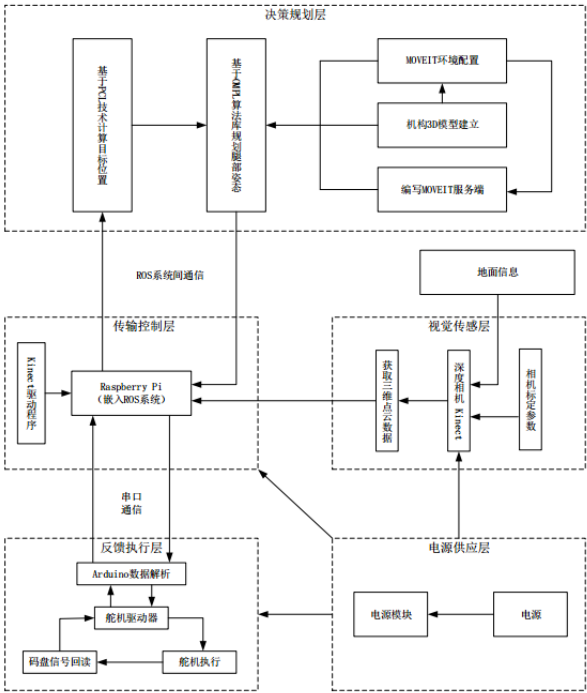 决策规划层
基于PCL技术计算目标位置
基于OMPL算法库规划腿部姿态
MOVEIT环境配置
机构3D模型建立
编写MOVEIT服务端
ROS系统间通信
地面信息
传输控制层
视觉传感层
Kinect驱动程序
Raspberry Pi
（嵌入ROS系统）
获取三维点云数据
深度相机 Kinect
相机标定参数
串口
通信
反馈执行层
电源供应层
Arduino数据解析
舵机驱动器
电源模块
电源
码盘信号回读
舵机执行